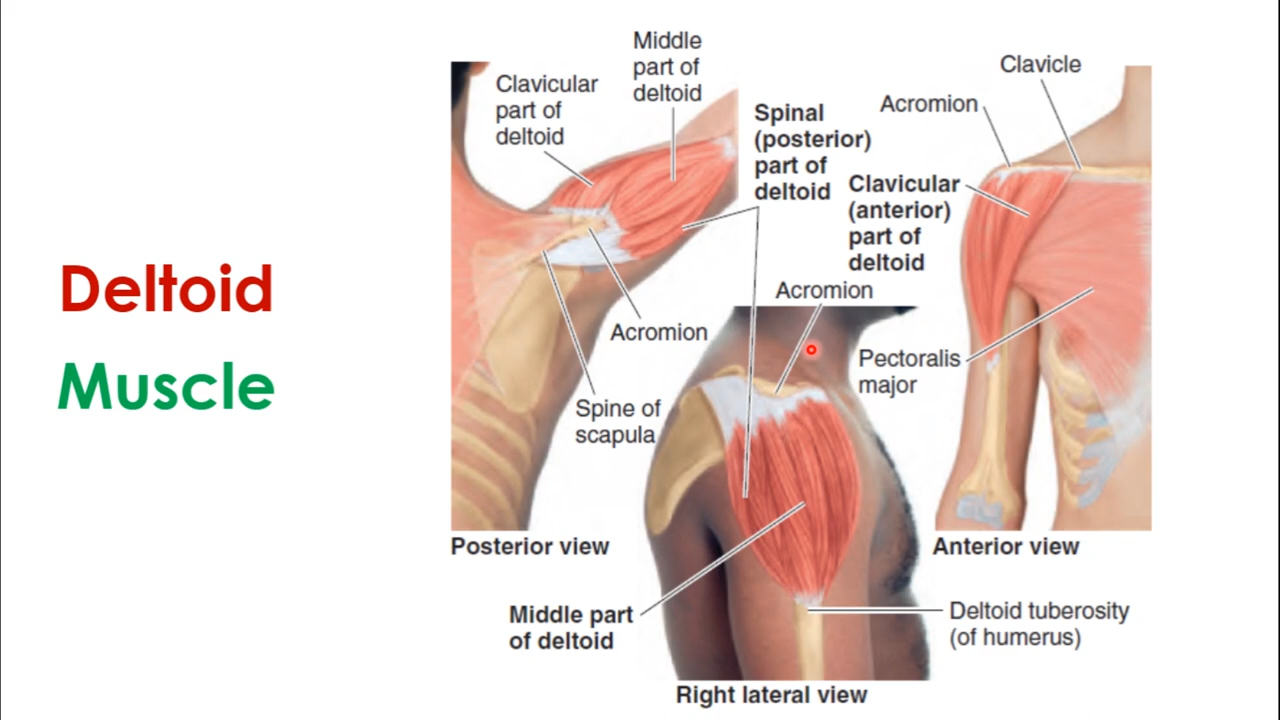 Deltoid
Muscle
Middle
part of
deltoid
Clavicular
part of
deltoid
Spinal
(posterior)
part of
deltoid
Acromion
Spine of
scapula
Posterior view
Clavicle
Acromion
Clavicular
(anterior)
part of
deltoid
Pectoralis
major
Anterior view
Acromion
Middle part
of deltoid
Deltoid tuberosity
(of humerus)
Right lateral view